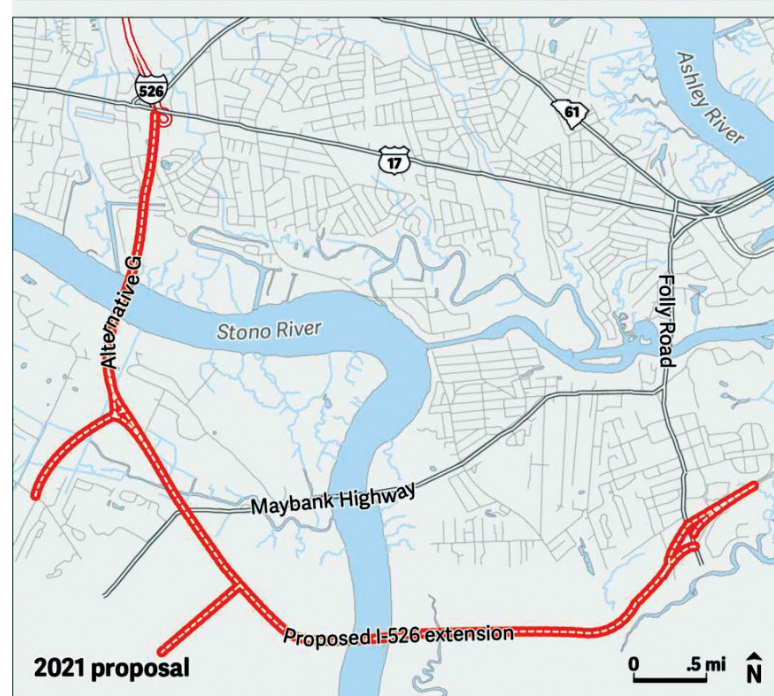 526
61
Ashley River
17
Alternative G
Stono River
Folly Road
Maybank Highway
Proposed I-526 extension
2021 proposal
0 .5 mi
N